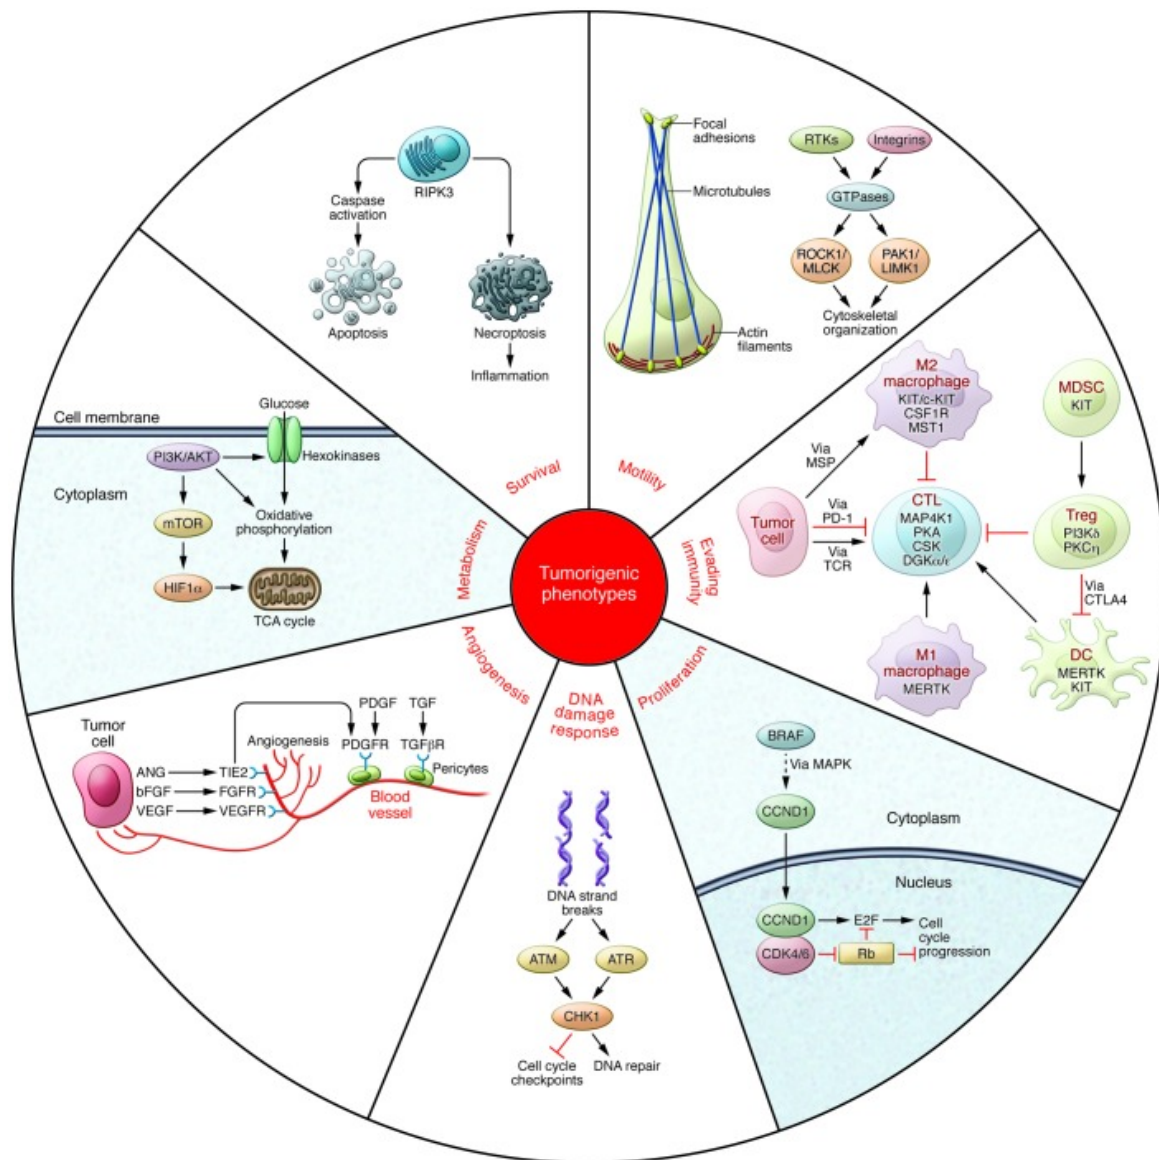 Tumorigenic
phenotypes
Survival
RIPK3
Caspase
activation
Apoptosis
Necroptosis
Inflammation
Motility
Focal
adhesions
Microtubules
Actin
filaments
RTKs
Integrins
GTPases
ROCK1/
MLCK
PAK1/
LIMK1
Cytoskeletal
organization
Evading
immunity
M2
macrophage
KIT/c-KIT
CSF1R
MST1
MDSC
KIT
Via
MSP
Tumor
cell
Via
PD-1
Via
TCR
CTL
MAP4K1
PKA
CSK
DGKα/ε
Treg
PI3Kδ
PKCη
Via
CTLA4
M1
macrophage
MERTK
DC
MERTK
KIT
Proliferation
BRAF
Via MAPK
CCND1
Cytoplasm
Nucleus
CCND1
E2F
Cell
cycle
progression
CDK4/6
Rb
DNA
damage
response
DNA strand
breaks
ATM
ATR
CHK1
Cell cycle
checkpoints
DNA repair
Angiogenesis
Tumor
cell
ANG
TIE2
bFGF
FGFR
VEGF
VEGFR
Angiogenesis
PDGF
TGF
PDGFR
TGFβR
Pericytes
Blood
vessel
Metabolism
Cell membrane
Glucose
PI3K/AKT
Hexokinases
Cytoplasm
mTOR
Oxidative
phosphorylation
HIF1α
TCA cycle